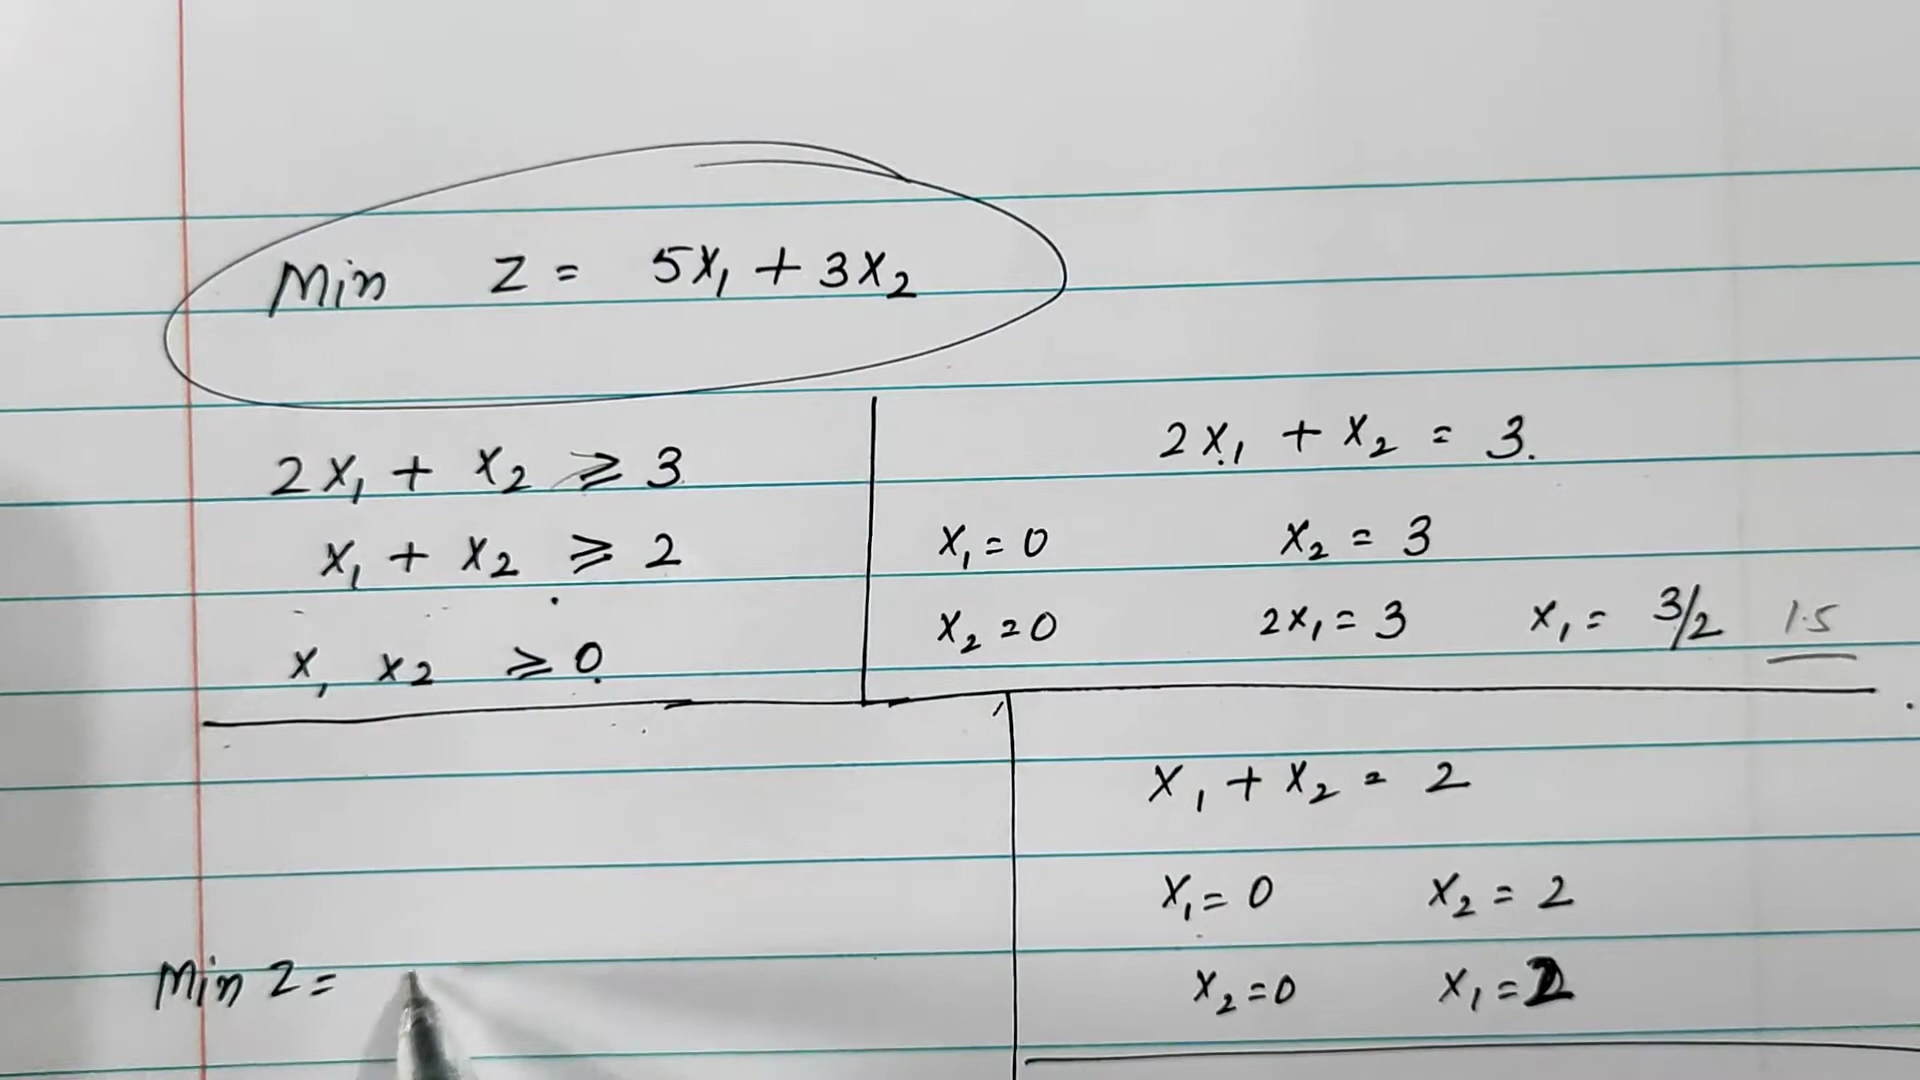 Min Z = 5x₁ + 3x₂
2x₁ + x₂ ≥ 3
x₁ + x₂ ≥ 2
x₁ x₂ ≥ 0
2x₁ + x₂ = 3
x₁ = 0 x₂ = 3
x₂ = 0 2x₁ = 3 x₁ = 3/2 1.5
x₁ + x₂ = 2
x₁ = 0 x₂ = 2
x₂ = 0 x₁ = 2
Min Z =